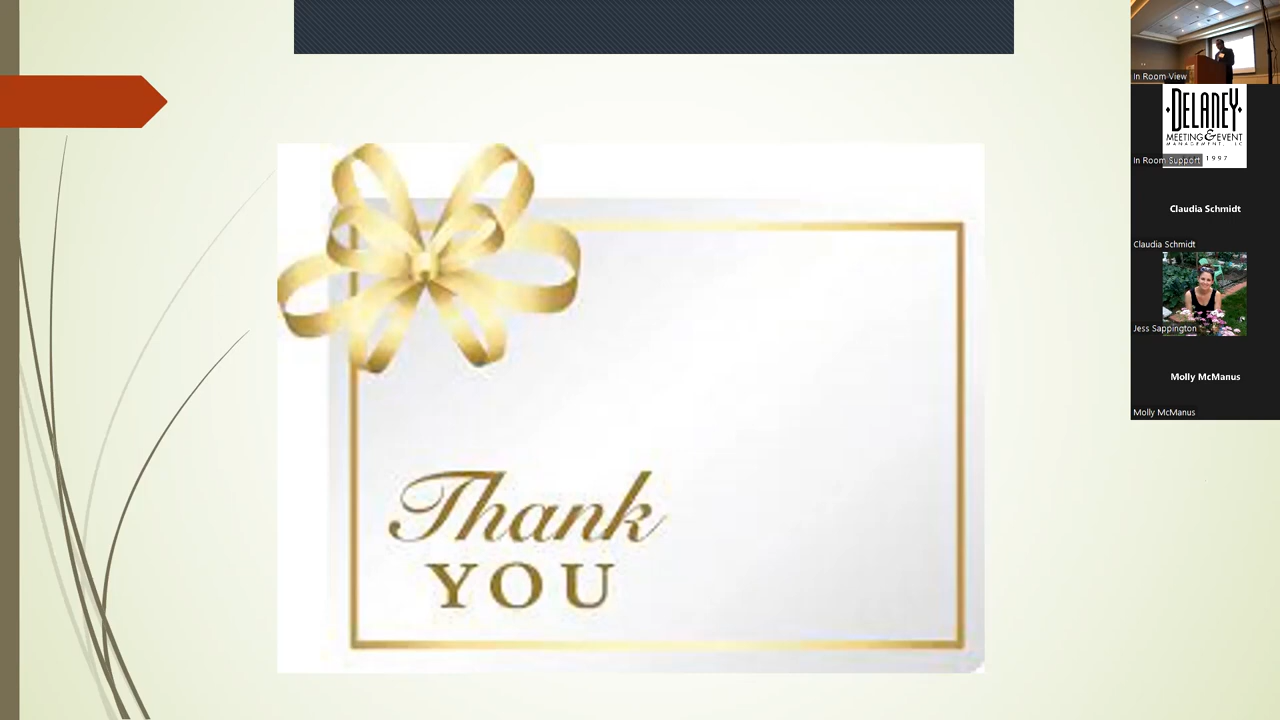 Thank
YOU
In Room View
DELANEY
MEETING & EVENT
MANAGEMENT, LLC
In Room Support
1997
Claudia Schmidt
Claudia Schmidt
Jess Sappington
Molly McManus
Molly McManus